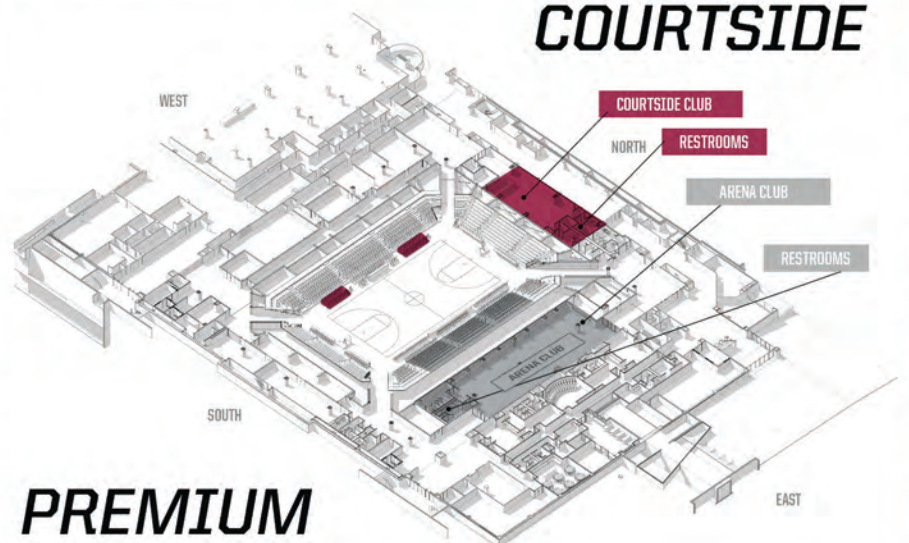 COURTSIDE
WEST
COURTSIDE CLUB
NORTH
RESTROOMS
ARENA CLUB
RESTROOMS
ARENA CLUB
SOUTH
EAST
PREMIUM